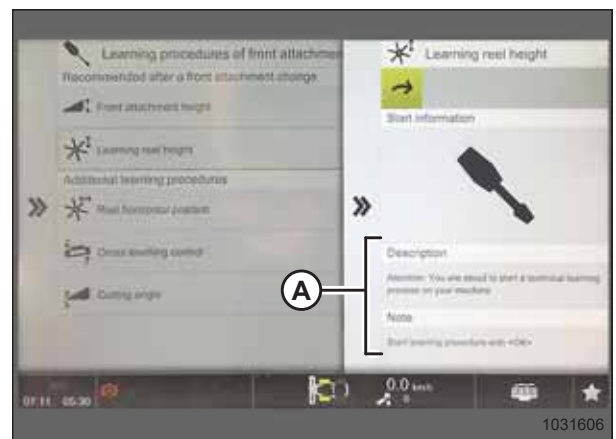 Learning procedures of front attachme
Recommended after a front attachment change
Front attachment height
Learning reel height
Additional learning procedures
Reel horizontal position
Cross levelling control
Cutting angle
Learning reel height
Start information
Description
Attention: You are about to start a technical learning
process on your machine
Note
Start learning procedure with <OK>
A
07:11 05:30
0.0 km/h
1031606